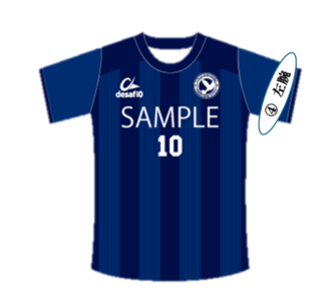 desafio
SAMPLE
10
④ 左腕